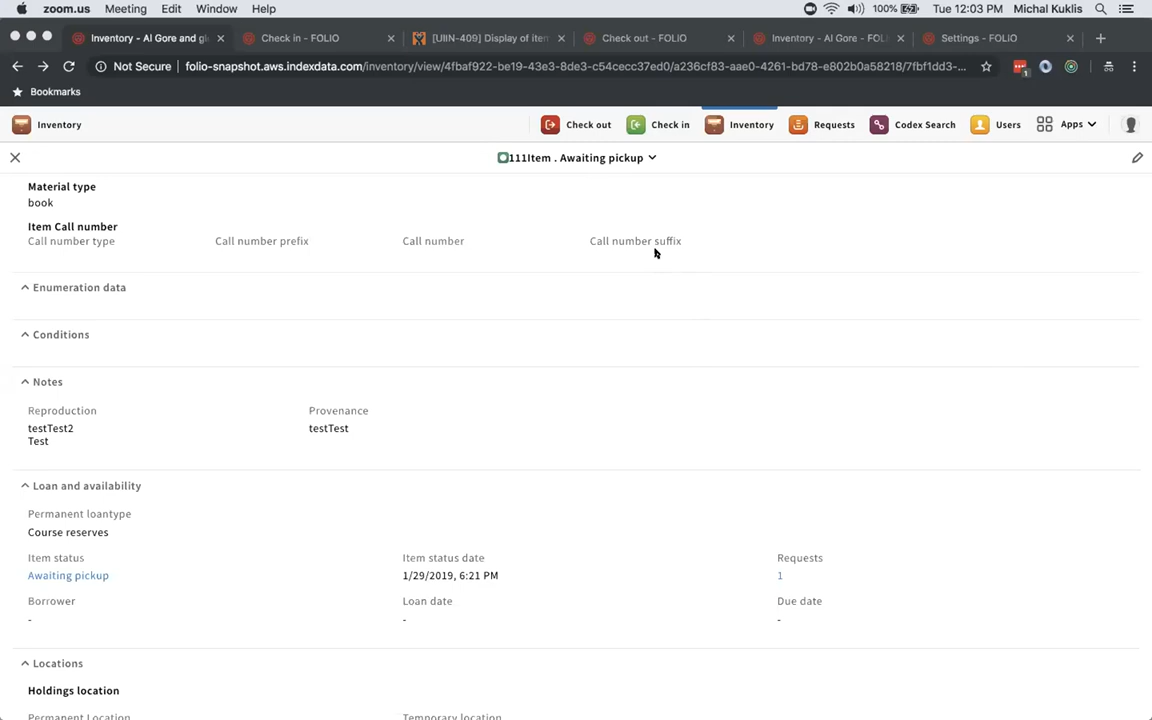 zoom.us Meeting Edit Window Help 100% Tue 12:03 PM Michal Kuklis
Inventory - Al Gore and gl Check in - FOLIO [UIIN-409] Display of item Check out - FOLIO Inventory - Al Gore - FOL Settings - FOLIO
Not Secure folio-snapshot.aws.indexdata.com/inventory/view/4fbaf922-be19-43e3-8de3-c54cecc37ed0/a236cf83-aae0-4261-bd78-e802b0a58218/7fbf1dd3-... 1
Bookmarks
Inventory Check out Check in Inventory Requests Codex Search Users Apps
111Item . Awaiting pickup
Material type
book
Item Call number
Call number type Call number prefix Call number Call number suffix
Enumeration data
Conditions
Notes
Reproduction Provenance
testTest2 testTest
Test
Loan and availability
Permanent loantype
Course reserves
Item status Item status date Requests
Awaiting pickup 1/29/2019, 6:21 PM 1
Borrower Loan date Due date
- - -
Locations
Holdings location
Permanent Location Temporary location